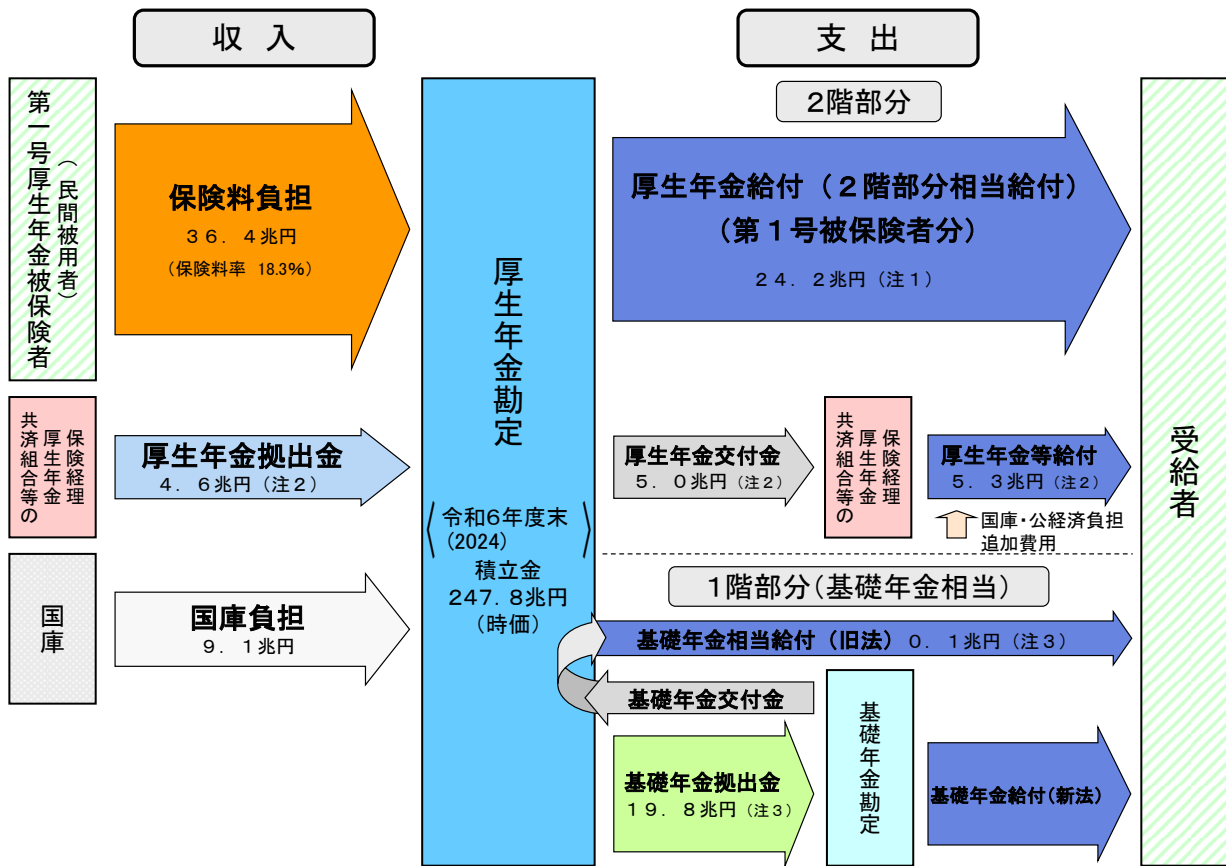 収 入
支 出
第一号厚生年金被保険者
（民間被用者）
保険料負担
３６．４兆円
（保険料率 18.3%）
共済組合等の
厚生年金
保険経理
厚生年金拠出金
４．６兆円（注２）
国庫
国庫負担
９．１兆円
厚生年金勘定
令和６年度末
(2024)
積立金
247.8兆円
（時価）
２階部分
厚生年金給付（２階部分相当給付）
（第１号被保険者分）
２４．２兆円（注１）
厚生年金交付金
５．０兆円（注２）
共済組合等の
厚生年金
保険経理
厚生年金等給付
５．３兆円（注２）
国庫・公経済負担
追加費用
１階部分（基礎年金相当）
基礎年金相当給付（旧法）０．１兆円（注３）
基礎年金交付金
基礎年金拠出金
１９．８兆円（注３）
基礎年金勘定
基礎年金給付（新法）
受給者